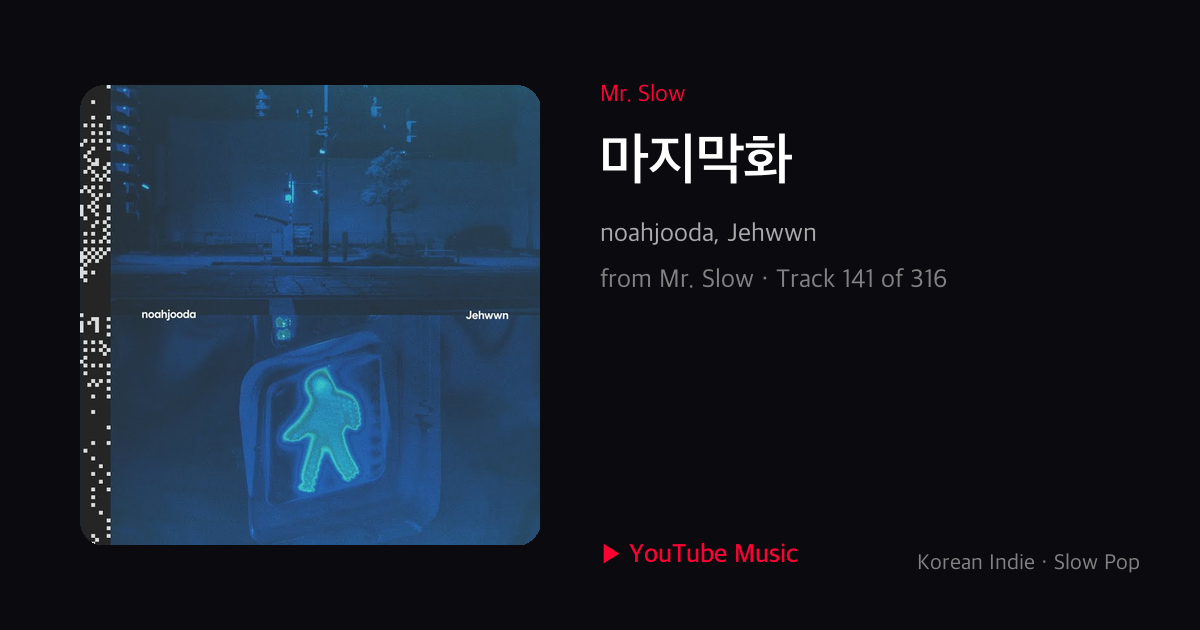 Mr. Slow
마지막화
noahjooda, Jehwwn
from Mr. Slow · Track 141 of 316
noahjooda
Jehwwn
YouTube Music
Korean Indie · Slow Pop